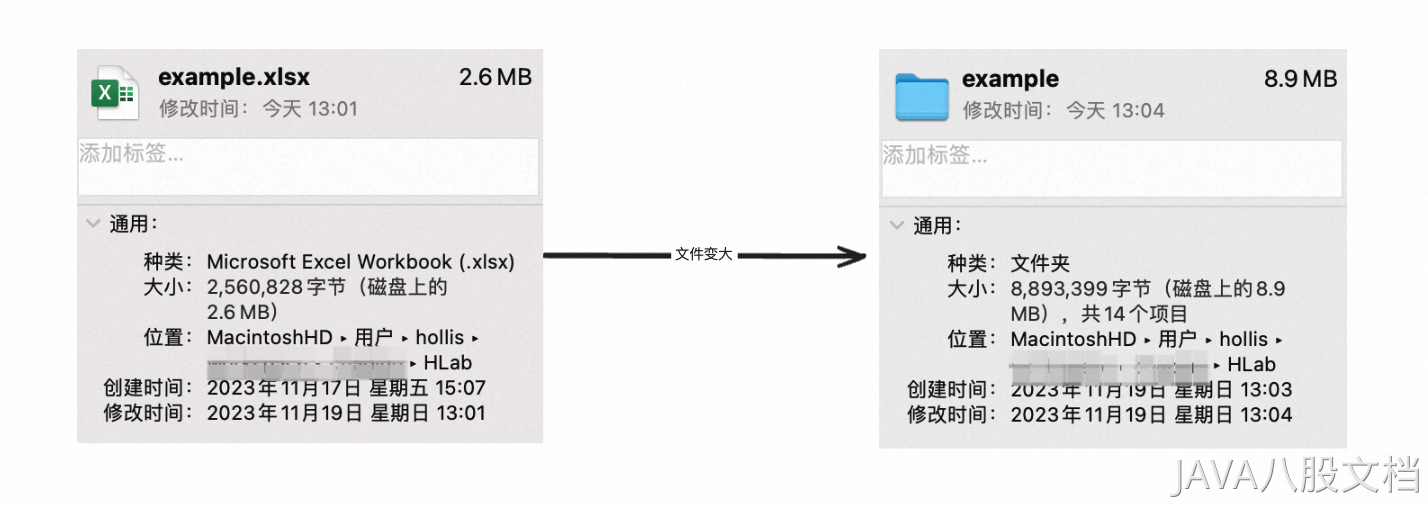 example.xlsx 2.6 MB
修改时间：今天 13:01
添加标签...
通用：
种类：Microsoft Excel Workbook (.xlsx)
大小：2,560,828 字节（磁盘上的
2.6 MB）
位置：MacintoshHD ▸ 用户 ▸ hollis ▸
▸ HLab
创建时间：2023年11月17日 星期五 15:07
修改时间：2023年11月19日 星期日 13:01
文件变大
example 8.9 MB
修改时间：今天 13:04
添加标签...
通用：
种类：文件夹
大小：8,893,399 字节（磁盘上的8.9
MB），共14个项目
位置：MacintoshHD ▸ 用户 ▸ hollis ▸
▸ HLab
创建时间：2023年11月19日 星期日 13:03
修改时间：2023年11月19日 星期日 13:04
JAVA八股文档